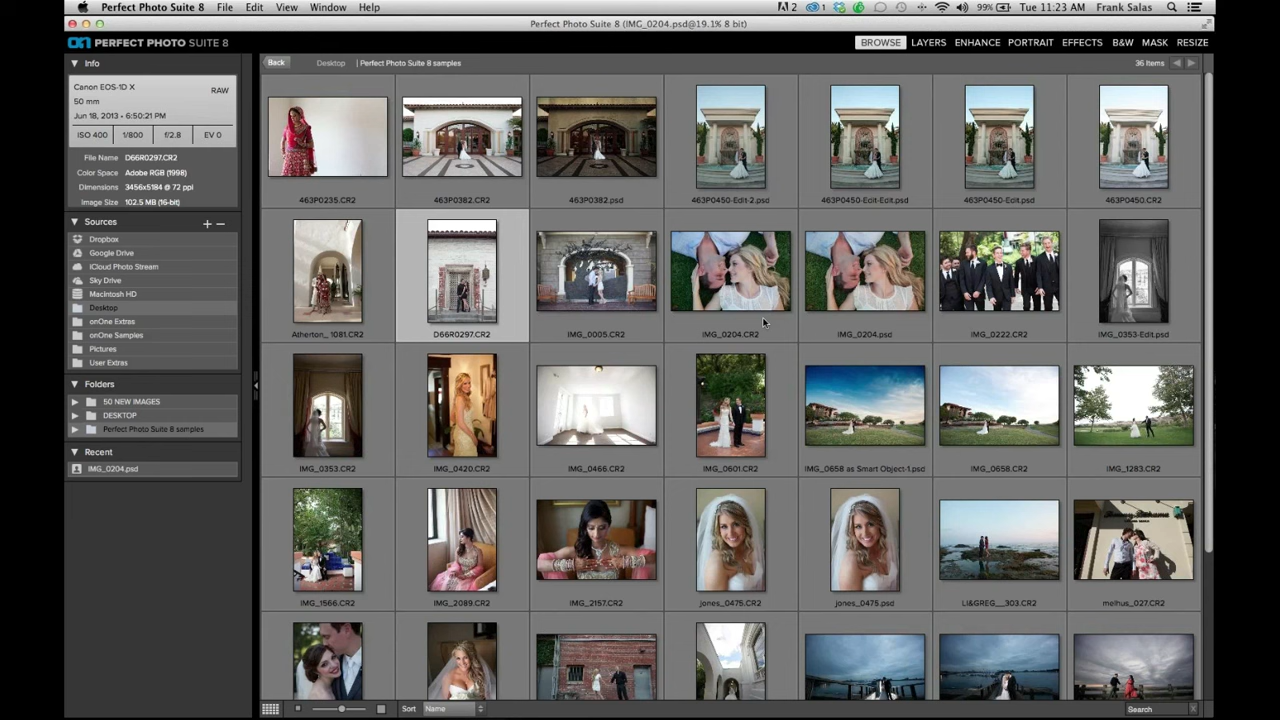 Perfect Photo Suite 8 File Edit View Window Help 2 1 99% Tue 11:23 AM Frank Salas
Perfect Photo Suite 8 (IMG_0204.psd@19.1% 8 bit)
on PERFECT PHOTO SUITE 8 BROWSE LAYERS ENHANCE PORTRAIT EFFECTS B&W MASK RESIZE
Info
Canon EOS-1D X RAW
50 mm
Jun 18, 2013 • 6:50:21 PM
ISO 400 1/800 f/2.8 EV 0
File Name D66R0297.CR2
Color Space Adobe RGB (1998)
Dimensions 3456x5184 @ 72 ppi
Image Size 102.5 MB (16-bit)
Sources + −
Dropbox
Google Drive
iCloud Photo Stream
Sky Drive
Macintosh HD
Desktop
onOne Extras
onOne Samples
Pictures
User Extras
Folders
50 NEW IMAGES
DESKTOP
Perfect Photo Suite 8 samples
Recent
IMG_0204.psd
Back Desktop | Perfect Photo Suite 8 samples 36 Items
463P0235.CR2 463P0382.CR2 463P0382.psd 463P0450-Edit-2.psd 463P0450-Edit-Edit.psd 463P0450-Edit.psd 463P0450.CR2
Atherton_ 1081.CR2 D66R0297.CR2 IMG_0005.CR2 IMG_0204.CR2 IMG_0204.psd IMG_0222.CR2 IMG_0353-Edit.psd
IMG_0353.CR2 IMG_0420.CR2 IMG_0466.CR2 IMG_0601.CR2 IMG_0658 as Smart Object-1.psd IMG_0658.CR2 IMG_1283.CR2
IMG_1566.CR2 IMG_2089.CR2 IMG_2157.CR2 jones_0475.CR2 jones_0475.psd LI&GREG__303.CR2 melhus_027.CR2
Sort Name Search